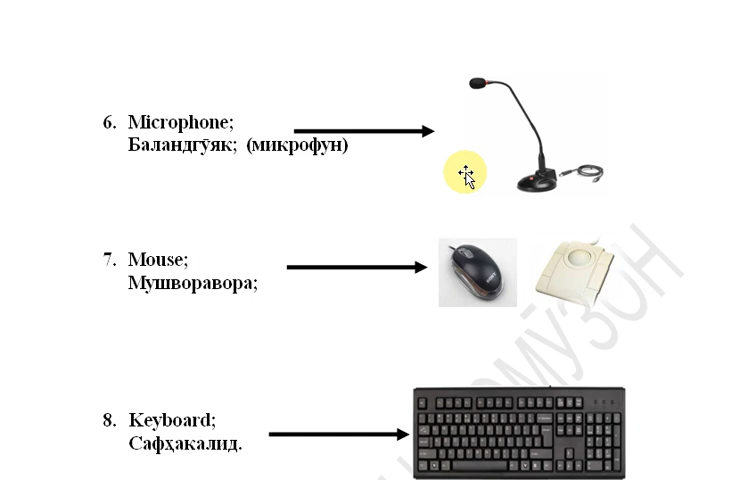 6. Microphone;
Баландгӯяк; (микрофун)
7. Mouse;
Мушворавора;
8. Keyboard;
Сафҳакалид.